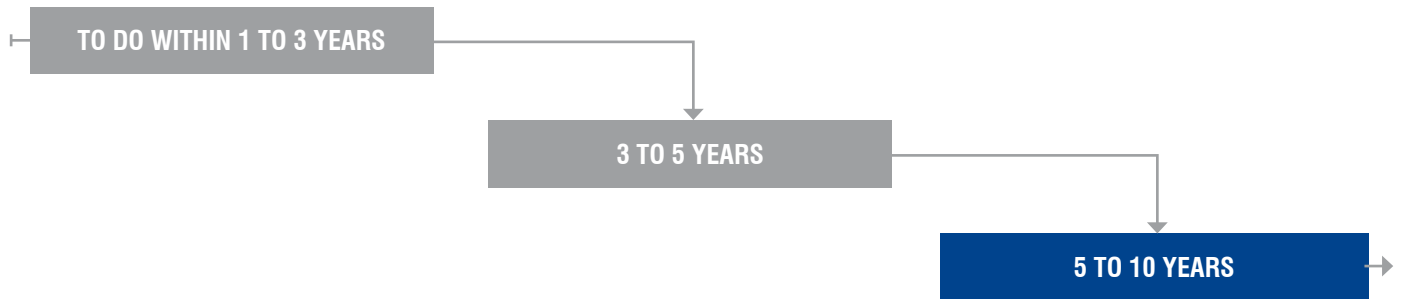 TO DO WITHIN 1 TO 3 YEARS
3 TO 5 YEARS
5 TO 10 YEARS